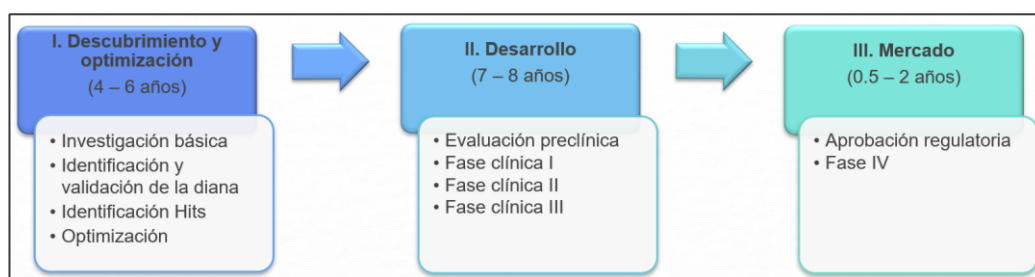 I. Descubrimiento y
optimización
(4 – 6 años)
• Investigación básica
• Identificación y
validación de la diana
• Identificación Hits
• Optimización
II. Desarrollo
(7 – 8 años)
• Evaluación preclínica
• Fase clínica I
• Fase clínica II
• Fase clínica III
III. Mercado
(0.5 – 2 años)
• Aprobación regulatoria
• Fase IV